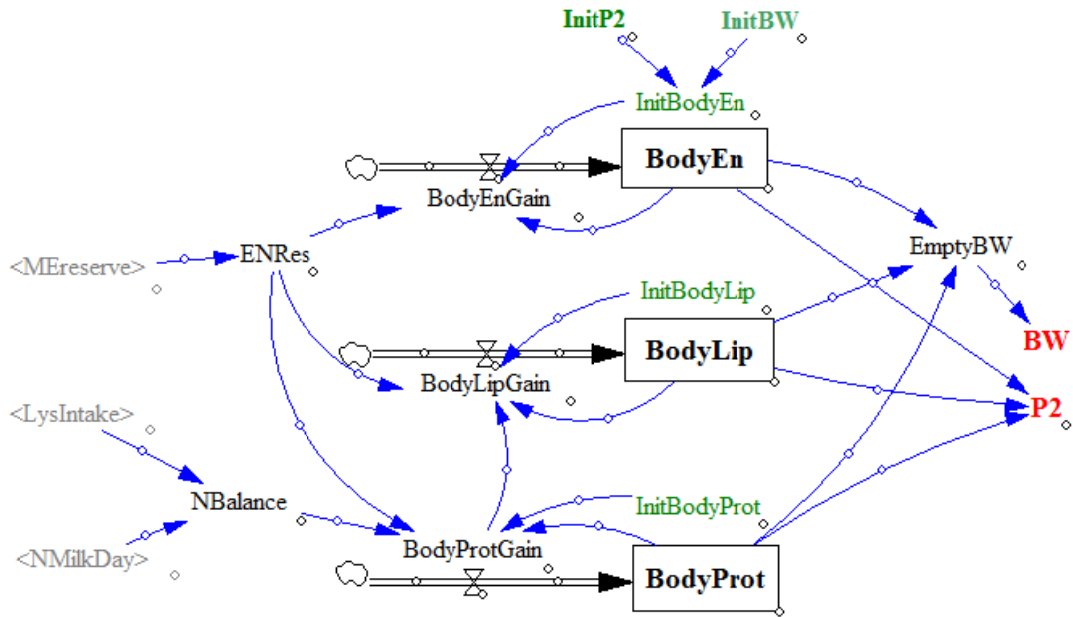 InitP2
InitBW
InitBodyEn
BodyEn
BodyEnGain
EmptyBW
ENRes
<MEreserve>
InitBodyLip
BW
BodyLip
BodyLipGain
P2
<LysIntake>
NBalance
InitBodyProt
BodyProtGain
<NMilkDay>
BodyProt